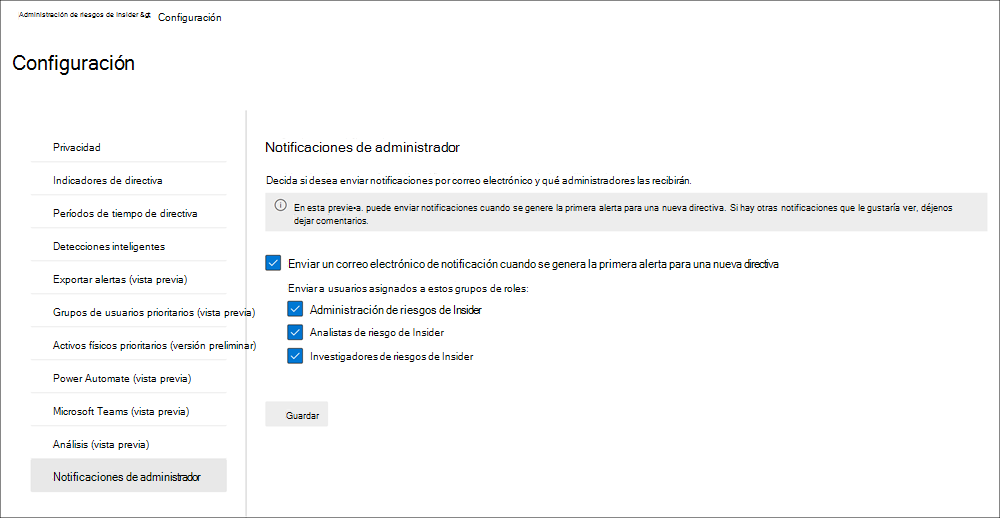 Administración de riesgos de Insider &gt; Configuración
Configuración
Privacidad
Indicadores de directiva
Períodos de tiempo de directiva
Detecciones inteligentes
Exportar alertas (vista previa)
Grupos de usuarios prioritarios (vista previa)
Activos físicos prioritarios (versión preliminar)
Power Automate (vista previa)
Microsoft Teams (vista previa)
Análisis (vista previa)
Notificaciones de administrador
Notificaciones de administrador
Decida si desea enviar notificaciones por correo electrónico y qué administradores las recibirán.
En esta previe•a. puede enviar notificaciones cuando se genere la primera alerta para una nueva directiva. Si hay otras notificaciones que le gustaría ver, déjenos
dejar comentarios.
Enviar un correo electrónico de notificación cuando se genera la primera alerta para una nueva directiva
Enviar a usuarios asignados a estos grupos de roles:
Administración de riesgos de Insider
Analistas de riesgo de Insider
Investigadores de riesgos de Insider
Guardar